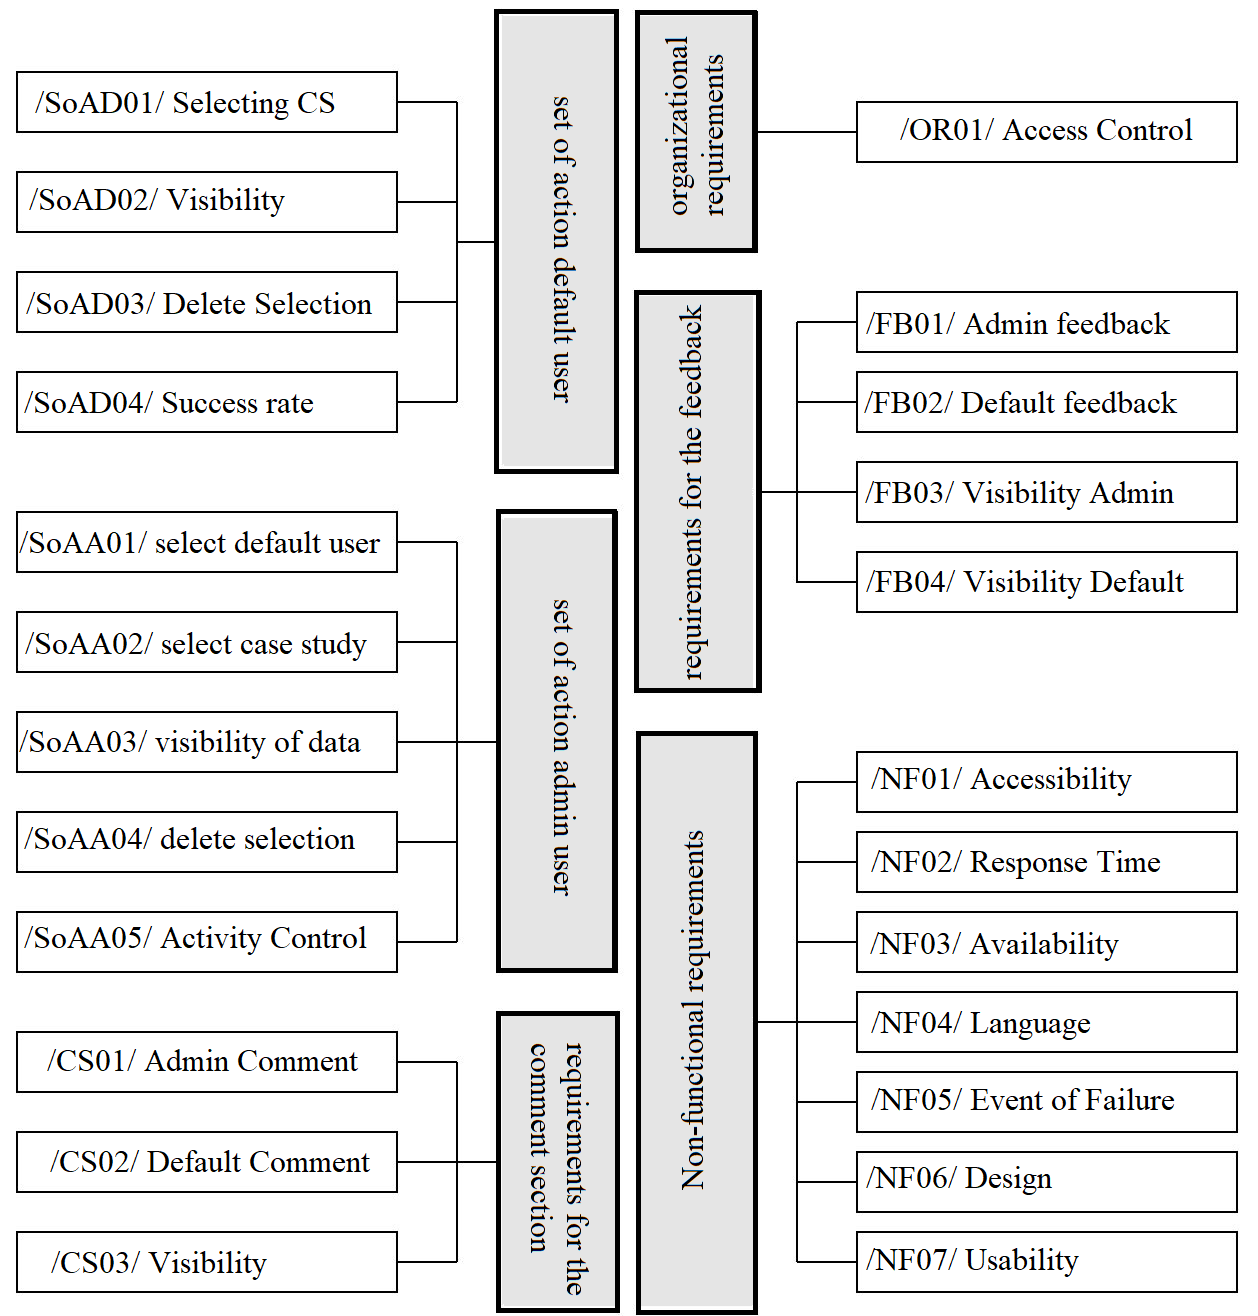 set of action default user
/SoAD01/ Selecting CS
/SoAD02/ Visibility
/SoAD03/ Delete Selection
/SoAD04/ Success rate
set of action admin user
/SoAA01/ select default user
/SoAA02/ select case study
/SoAA03/ visibility of data
/SoAA04/ delete selection
/SoAA05/ Activity Control
requirements for the
comment section
/CS01/ Admin Comment
/CS02/ Default Comment
/CS03/ Visibility
organizational
requirements
/OR01/ Access Control
requirements for the feedback
/FB01/ Admin feedback
/FB02/ Default feedback
/FB03/ Visibility Admin
/FB04/ Visibility Default
Non-functional requirements
/NF01/ Accessibility
/NF02/ Response Time
/NF03/ Availability
/NF04/ Language
/NF05/ Event of Failure
/NF06/ Design
/NF07/ Usability